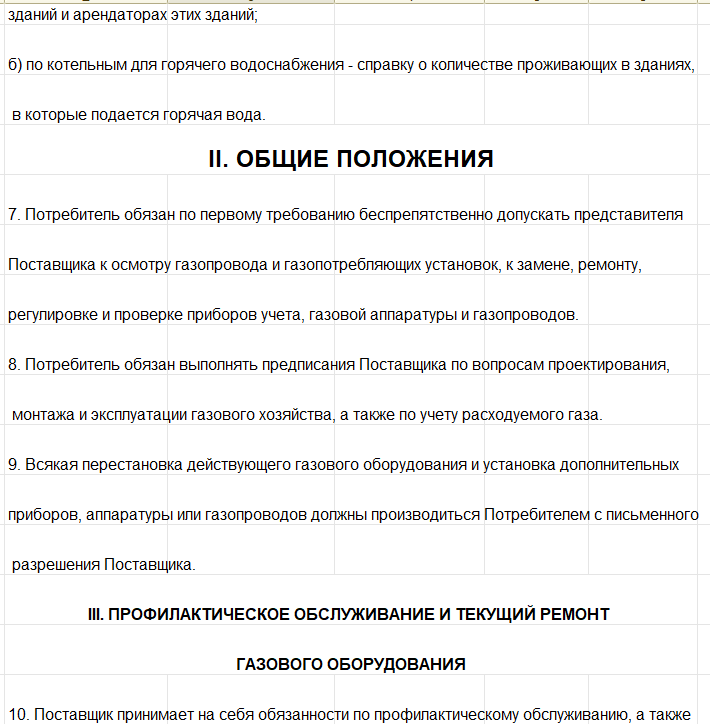 зданий и арендаторах этих зданий;
б) по котельным для горячего водоснабжения - справку о количестве проживающих в зданиях,
в которые подается горячая вода.
II. ОБЩИЕ ПОЛОЖЕНИЯ
7. Потребитель обязан по первому требованию беспрепятственно допускать представителя
Поставщика к осмотру газопровода и газопотребляющих установок, к замене, ремонту,
регулировке и проверке приборов учета, газовой аппаратуры и газопроводов.
8. Потребитель обязан выполнять предписания Поставщика по вопросам проектирования,
монтажа и эксплуатации газового хозяйства, а также по учету расходуемого газа.
9. Всякая перестановка действующего газового оборудования и установка дополнительных
приборов, аппаратуры или газопроводов должны производиться Потребителем с письменного
разрешения Поставщика.
III. ПРОФИЛАКТИЧЕСКОЕ ОБСЛУЖИВАНИЕ И ТЕКУЩИЙ РЕМОНТ
ГАЗОВОГО ОБОРУДОВАНИЯ
10. Поставщик принимает на себя обязанности по профилактическому обслуживанию, а также